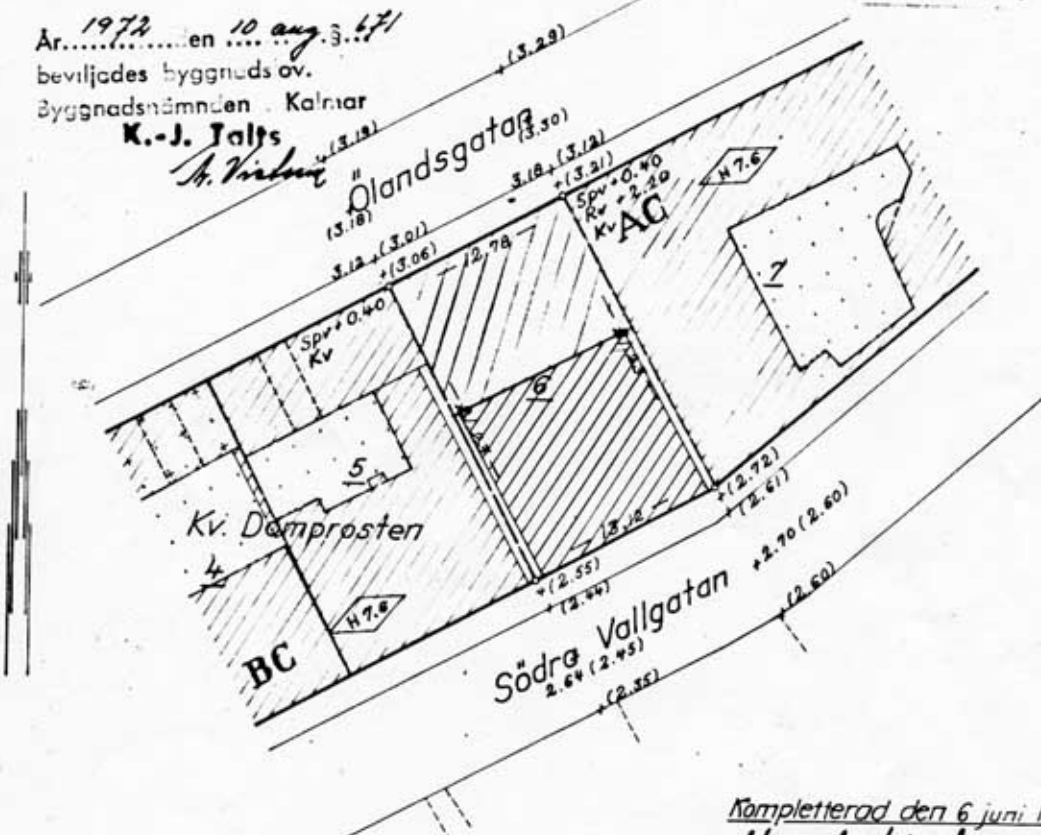 År 1972 den 10 aug. § 671
beviljades byggnadslov.
Byggnadsnämnden Kalmar
K.-J. Talts
(3.29)
(3.19)
Ölandsgatan
(3.30)
(3.18)
3.12 (3.01)
(3.06)
3.18 (3.12)
(3.21)
Spv + 0.40
Rv + 2.20
Kv
AC
H 7.6
7
12.78
Spv + 0.40
Kv
6
5
Kv. Domprosten
4
H 7.6
BC
13.12
(2.72)
(2.61)
(2.55)
(2.44)
2.70 (2.60)
(2.60)
Södra Vallgatan
2.64 (2.45)
(2.35)
Kompletterad den 6 juni